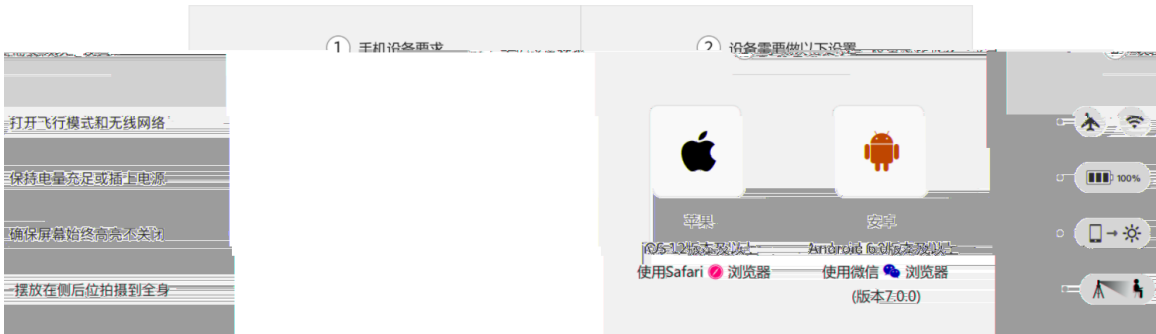 1 手机设备要求
2 设备需要做以下设置
打开飞行模式和无线网络
保持电量充足或插上电源
100%
确保屏幕始终高亮不关闭
摆放在侧后位拍摄到全身
苹果
安卓
iOS 12版本及以上
Android 6.0版本及以上
使用Safari 浏览器
使用微信 浏览器
(版本7.0.0)